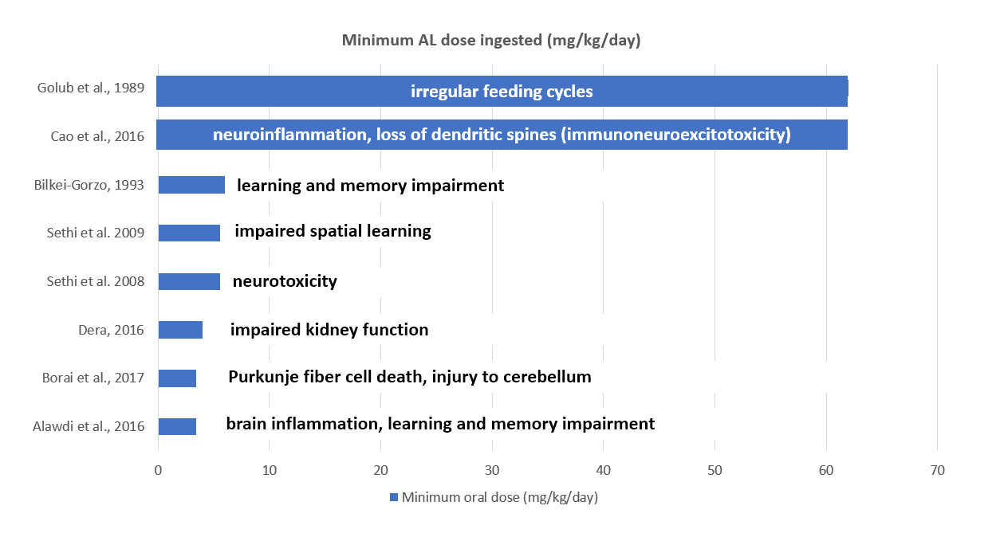 Minimum AL dose ingested (mg/kg/day)
Golub et al., 1989
irregular feeding cycles
Cao et al., 2016
neuroinflammation, loss of dendritic spines (immunoneuroexcitotoxicity)
Bilkei-Gorzo, 1993
learning and memory impairment
Sethi et al. 2009
impaired spatial learning
Sethi et al. 2008
neurotoxicity
Dera, 2016
impaired kidney function
Borai et al., 2017
Purkunje fiber cell death, injury to cerebellum
Alawdi et al., 2016
brain inflammation, learning and memory impairment
0 10 20 30 40 50 60 70
Minimum oral dose (mg/kg/day)